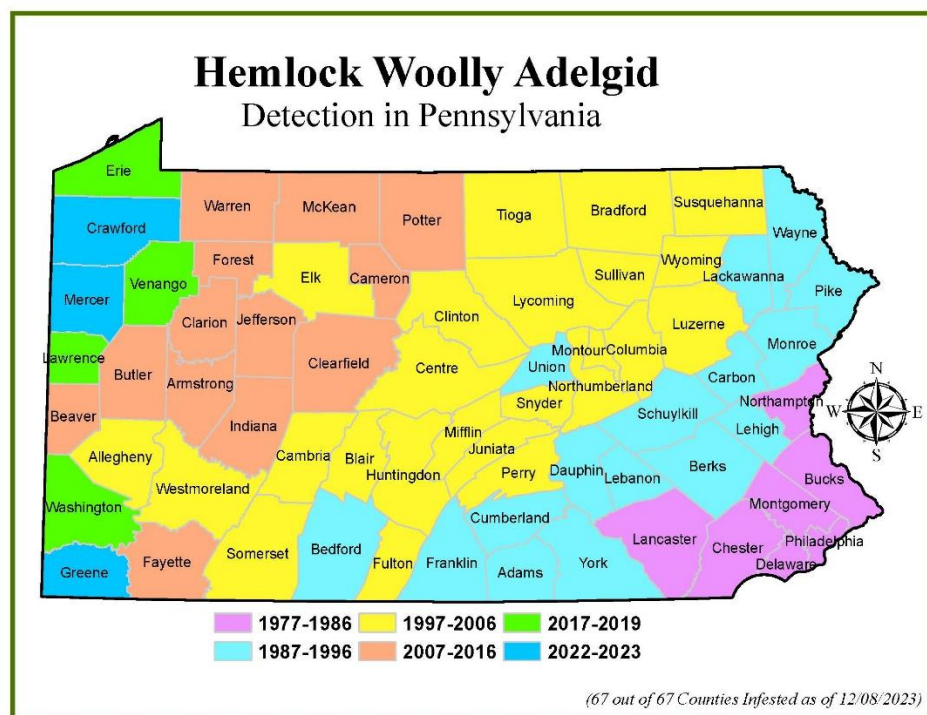 Hemlock Woolly Adelgid
Detection in Pennsylvania
Erie
Crawford
Warren
McKean
Potter
Tioga
Bradford
Susquehanna
Wayne
Wyoming
Lackawanna
Pike
Mercer
Venango
Forest
Elk
Cameron
Sullivan
Lycoming
Clinton
Luzerne
Monroe
Clarion
Jefferson
Lawrence
Butler
Armstrong
Clearfield
Centre
Union
Montour
Columbia
Northumberland
Carbon
Northampton
Snyder
Schuylkill
Lehigh
Beaver
Indiana
Mifflin
Juniata
Allegheny
Westmoreland
Cambria
Blair
Huntingdon
Perry
Dauphin
Lebanon
Berks
Bucks
Montgomery
Washington
Cumberland
Lancaster
Philadelphia
Chester
Delaware
Greene
Fayette
Somerset
Bedford
Fulton
Franklin
Adams
York
N
W E
S
1977-1986 1997-2006 2017-2019
1987-1996 2007-2016 2022-2023
(67 out of 67 Counties Infested as of 12/08/2023)